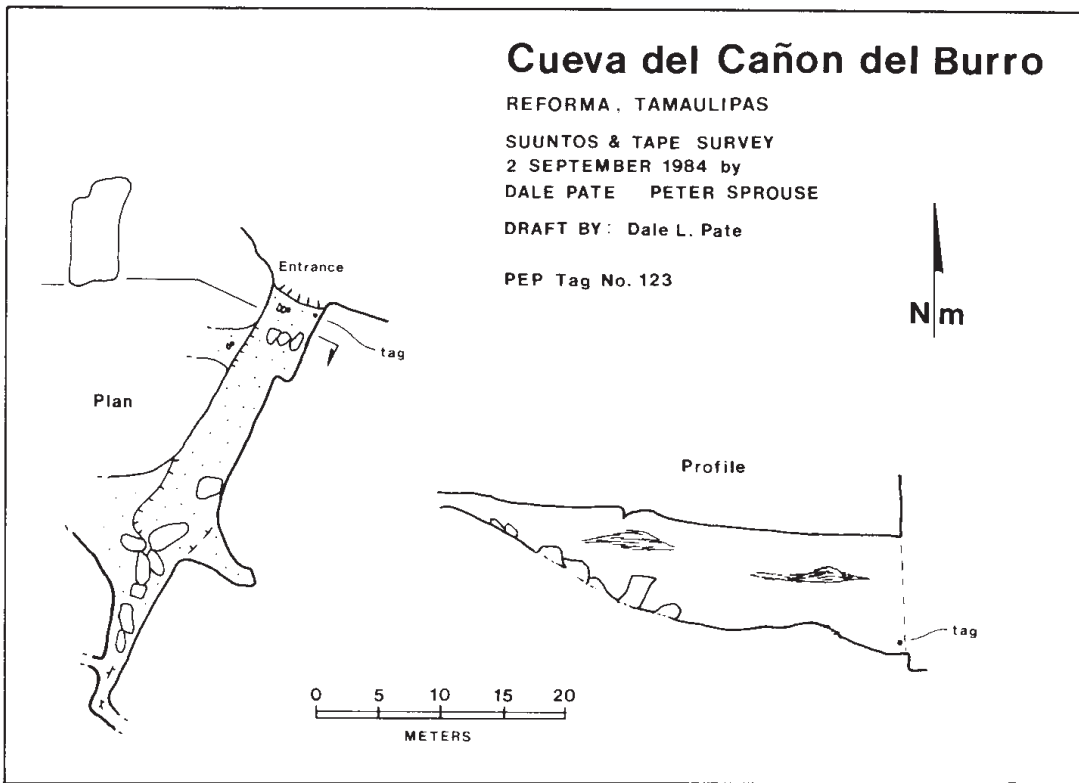 Cueva del Cañon del Burro
REFORMA, TAMAULIPAS
SUUNTOS & TAPE SURVEY
2 SEPTEMBER 1984 by
DALE PATE PETER SPROUSE
DRAFT BY: Dale L. Pate
PEP Tag No. 123
Nm
Entrance
tag
Plan
Profile
tag
0 5 10 15 20
METERS